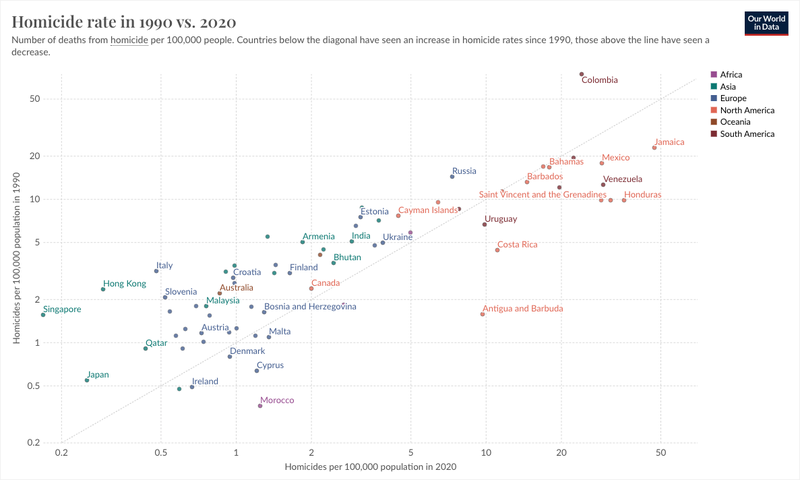 Homicide rate in 1990 vs. 2020
Our World
in Data
Number of deaths from homicide per 100,000 people. Countries below the diagonal have seen an increase in homicide rates since 1990, those above the line have seen a
decrease.
Africa
Asia
Europe
North America
Oceania
South America
Homicides per 100,000 population in 1990
50
20
10
5
2
1
0.5
0.2
Colombia
Jamaica
Bahamas
Mexico
Russia
Barbados
Venezuela
Saint Vincent and the Grenadines
Honduras
Estonia
Cayman Islands
Uruguay
Armenia
India
Ukraine
Costa Rica
Bhutan
Italy
Croatia
Finland
Hong Kong
Australia
Canada
Slovenia
Malaysia
Bosnia and Herzegovina
Antigua and Barbuda
Singapore
Austria
Malta
Qatar
Denmark
Cyprus
Japan
Ireland
Morocco
0.2
0.5
1
2
5
10
20
50
Homicides per 100,000 population in 2020